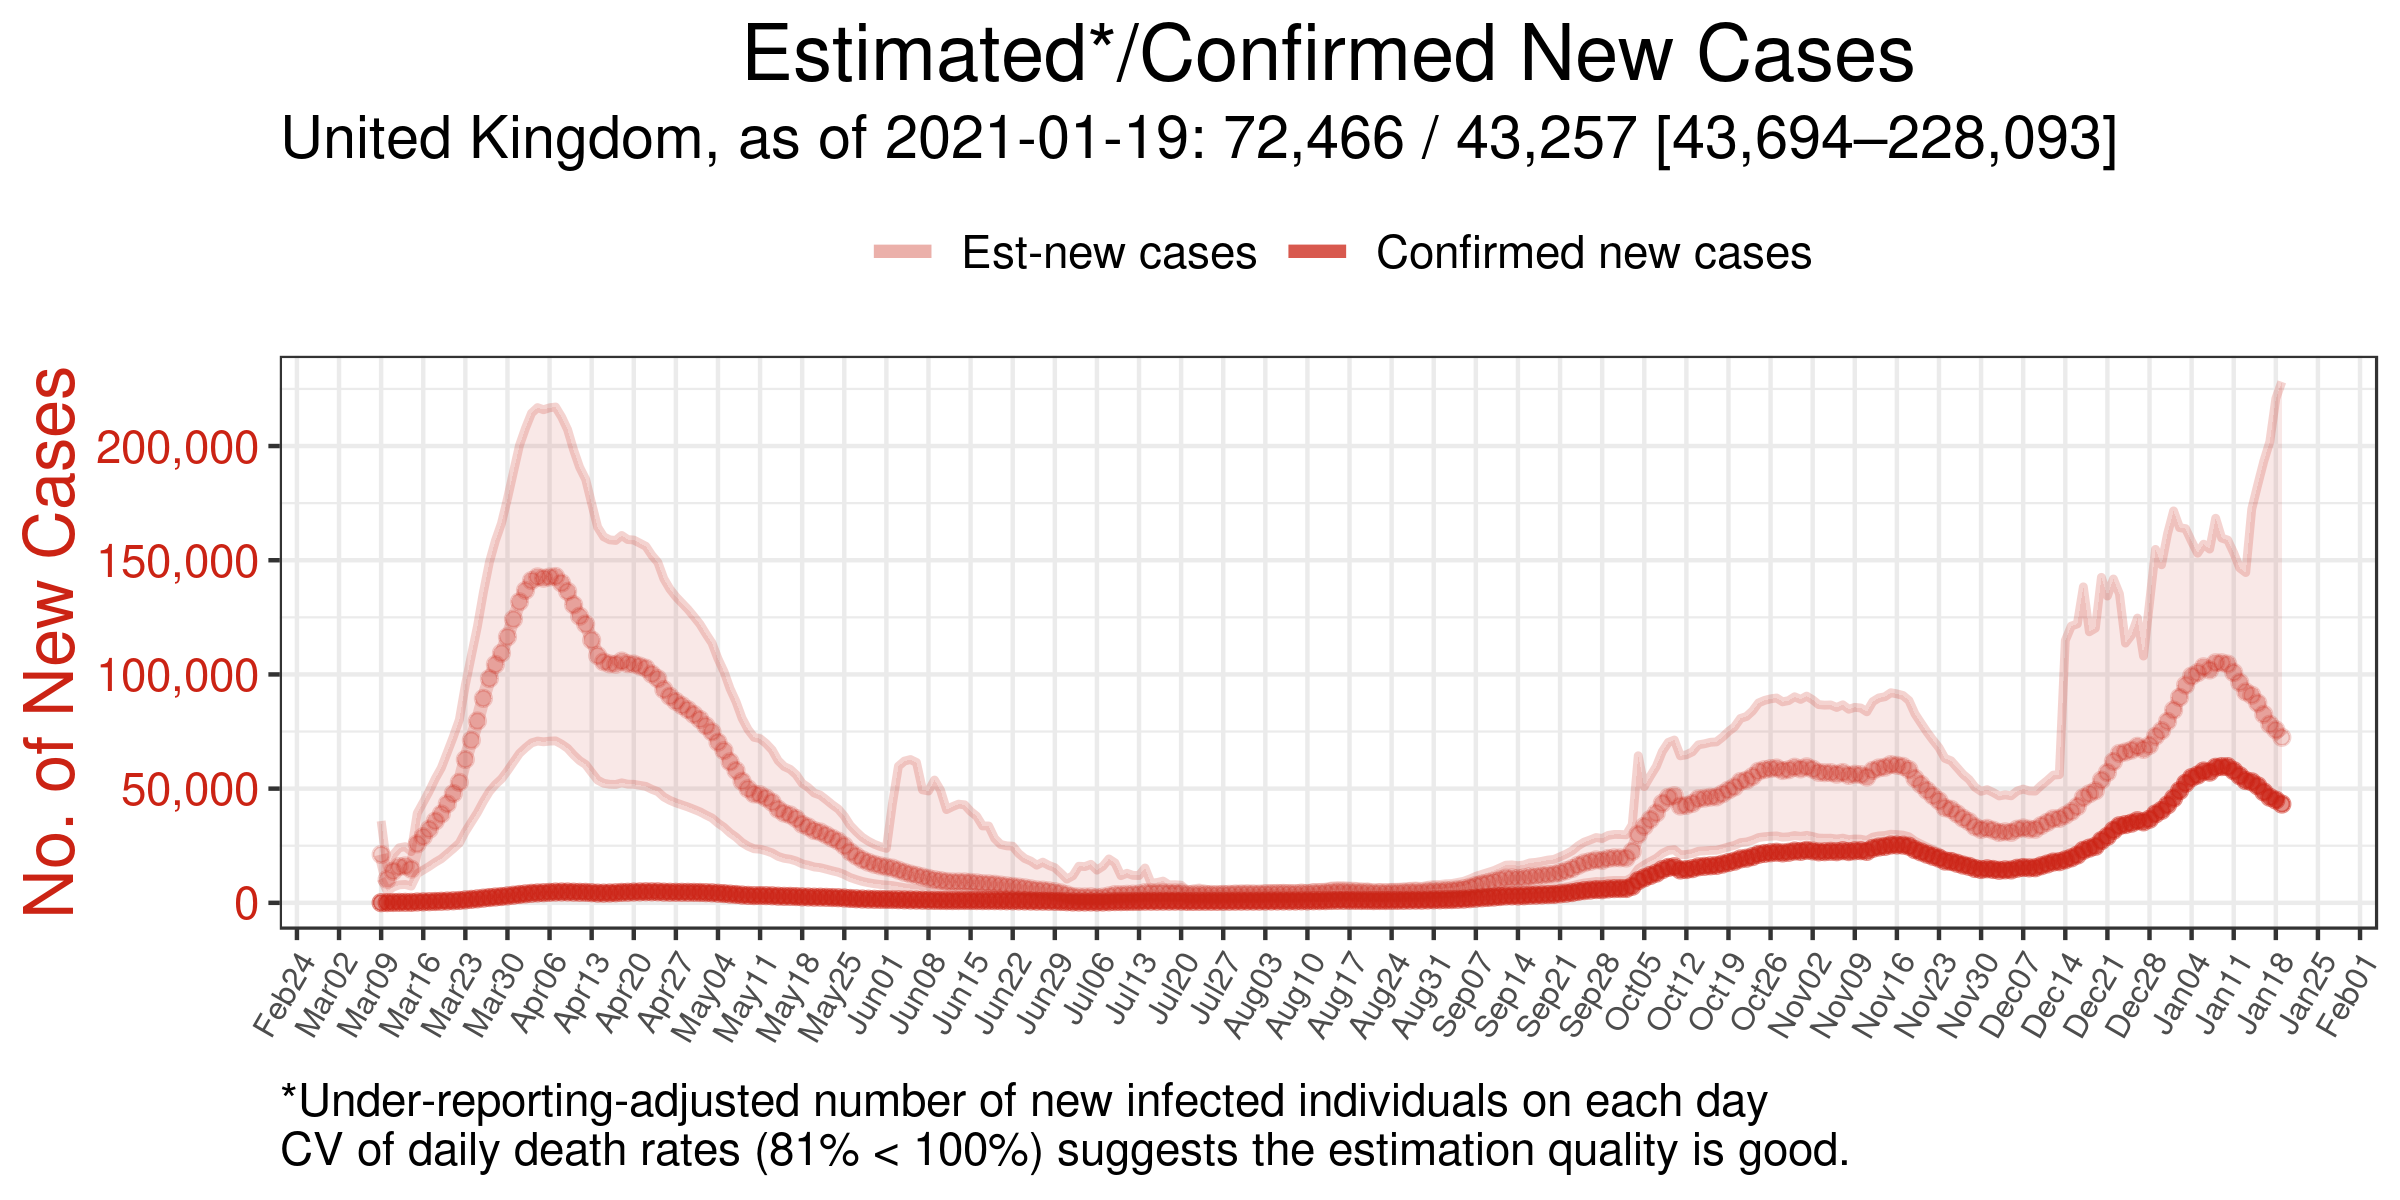 Estimated*/Confirmed New Cases
United Kingdom, as of 2021-01-19: 72,466 / 43,257 [43,694–228,093]
Est-new cases Confirmed new cases
No. of New Cases
200,000
150,000
100,000
50,000
0
Feb24 Mar02 Mar09 Mar16 Mar23 Mar30 Apr06 Apr13 Apr20 Apr27 May04 May11 May18 May25 Jun01 Jun08 Jun15 Jun22 Jun29 Jul06 Jul13 Jul20 Jul27 Aug03 Aug10 Aug17 Aug24 Aug31 Sep07 Sep14 Sep21 Sep28 Oct05 Oct12 Oct19 Oct26 Nov02 Nov09 Nov16 Nov23 Nov30 Dec07 Dec14 Dec21 Dec28 Jan04 Jan11 Jan18 Jan25 Feb01
*Under-reporting-adjusted number of new infected individuals on each day
CV of daily death rates (81% < 100%) suggests the estimation quality is good.